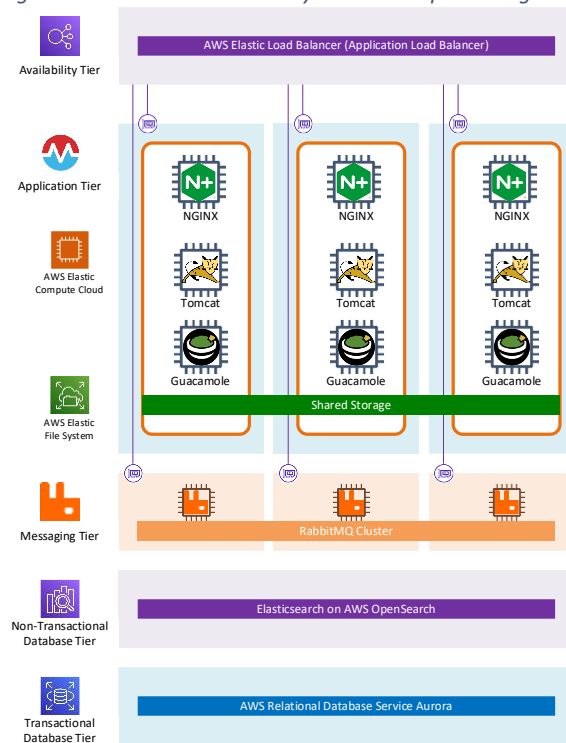 AWS Elastic Load Balancer (Application Load Balancer)
Availability Tier
Application Tier
N+
NGINX
N+
NGINX
N+
NGINX
AWS Elastic
Compute Cloud
Tomcat
Tomcat
Tomcat
Guacamole
Guacamole
Guacamole
Shared Storage
AWS Elastic
File System
Messaging Tier
RabbitMQ Cluster
Elasticsearch on AWS OpenSearch
Non-Transactional
Database Tier
AWS Relational Database Service Aurora
Transactional
Database Tier